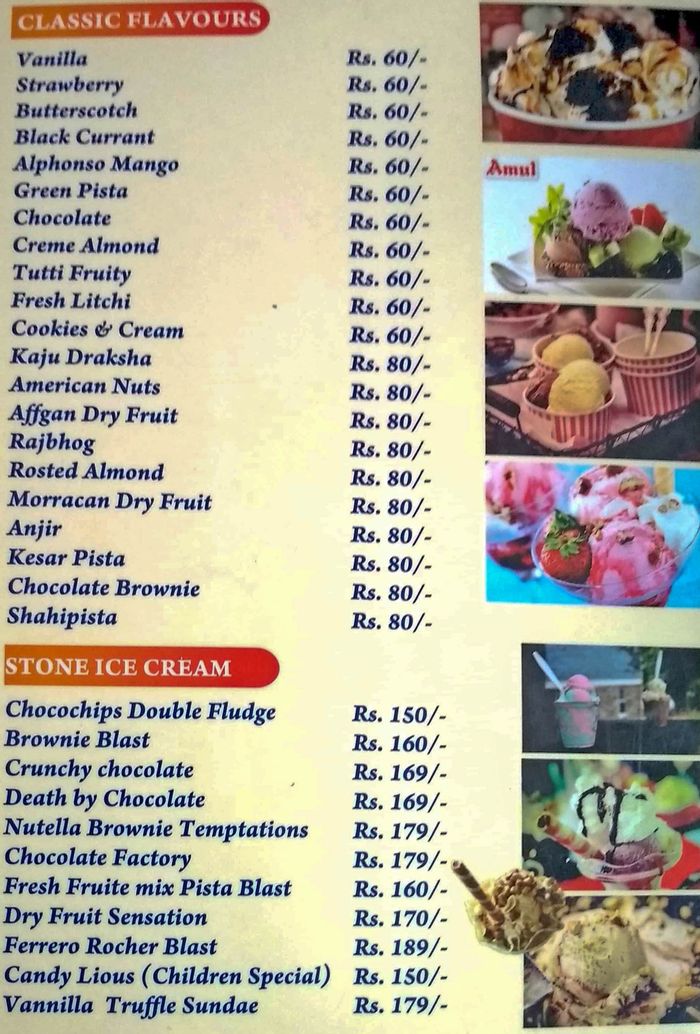 CLASSIC FLAVOURS
Vanilla Rs. 60/-
Strawberry Rs. 60/-
Butterscotch Rs. 60/-
Black Currant Rs. 60/-
Alphonso Mango Rs. 60/-
Green Pista Rs. 60/-
Chocolate Rs. 60/-
Creme Almond Rs. 60/-
Tutti Fruity Rs. 60/-
Fresh Litchi Rs. 60/-
Cookies & Cream Rs. 60/-
Kaju Draksha Rs. 80/-
American Nuts Rs. 80/-
Affgan Dry Fruit Rs. 80/-
Rajbhog Rs. 80/-
Rosted Almond Rs. 80/-
Morracan Dry Fruit Rs. 80/-
Anjir Rs. 80/-
Kesar Pista Rs. 80/-
Chocolate Brownie Rs. 80/-
Shahipista Rs. 80/-
Amul
STONE ICE CREAM
Chocochips Double Fludge Rs. 150/-
Brownie Blast Rs. 160/-
Crunchy chocolate Rs. 169/-
Death by Chocolate Rs. 169/-
Nutella Brownie Temptations Rs. 179/-
Chocolate Factory Rs. 179/-
Fresh Fruite mix Pista Blast Rs. 160/-
Dry Fruit Sensation Rs. 170/-
Ferrero Rocher Blast Rs. 189/-
Candy Lious (Children Special) Rs. 150/-
Vannilla Truffle Sundae Rs. 179/-